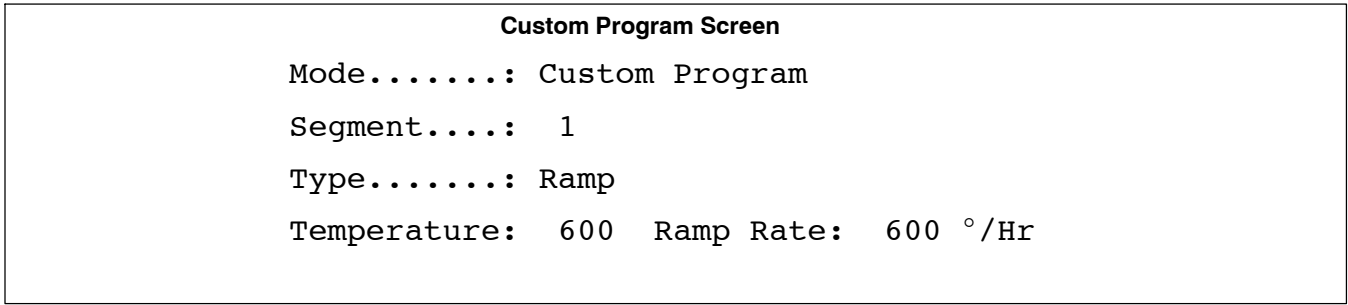 Custom Program Screen
Mode.......: Custom Program
Segment....:  1
Type.......: Ramp
Temperature:  600  Ramp Rate:  600 °/Hr